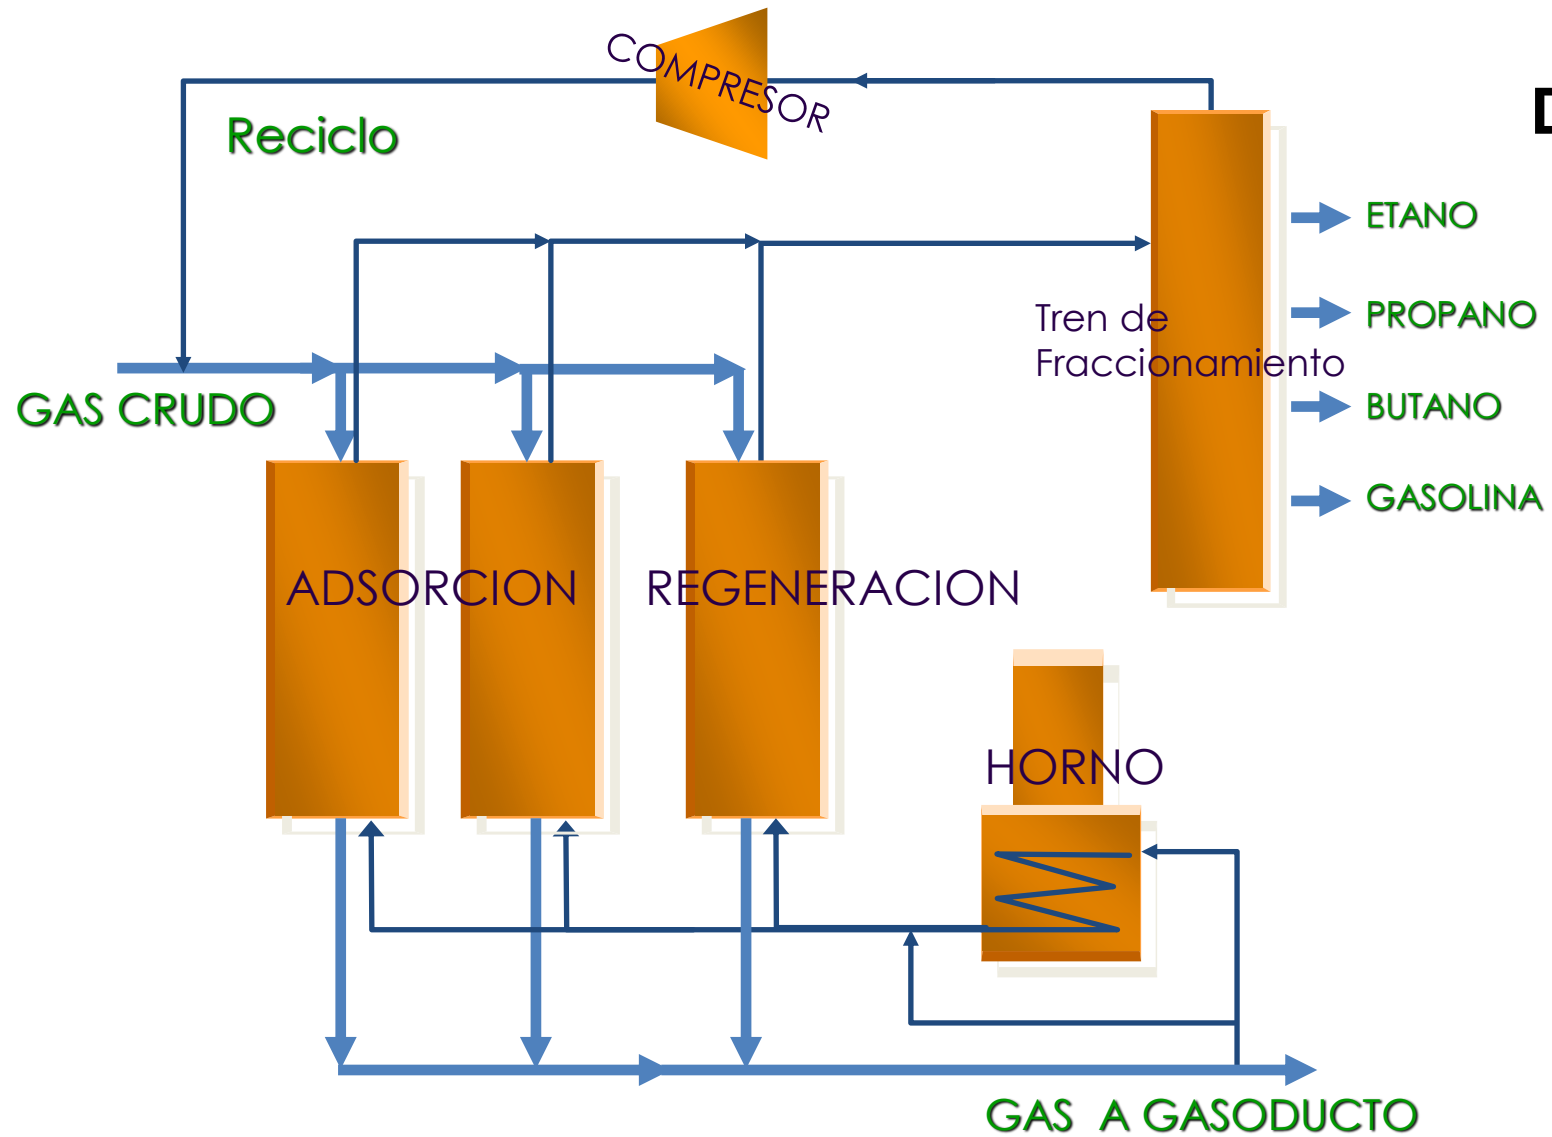 COMPRESOR
Reciclo
D
ETANO
PROPANO
Tren de
Fraccionamiento
BUTANO
GAS CRUDO
GASOLINA
ADSORCION
REGENERACION
HORNO
GAS A GASODUCTO